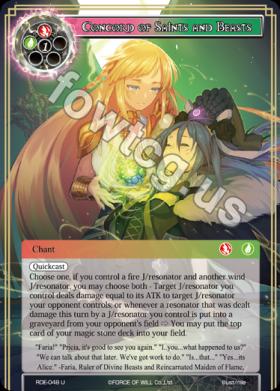 Concord of Saints and Beasts
1
fowtcg.us
fowtcg.us
Chant
Quickcast
Choose one, if you control a fire J/resonator and another wind
J/resonator, you may choose both - Target J/resonator you
control deals damage equal to its ATK to target J/resonator
your opponent controls; or whenever a resonator that was dealt
damage this turn by a J/resonator you control is put into a
graveyard from your opponent's field ⇨ You may put the top
card of your magic stone deck into your field.
"Faria!" "Pricia, it's good to see you again." "I...you...what happened to us?"
"We can talk about that later. We've got work to do." "Is...that..." "Yes...its
Alice." -Faria, Ruler of Divine Beasts and Reincarnated Maiden of Flame,
RDE-048 U
©FORCE OF WILL Co.,Ltd.